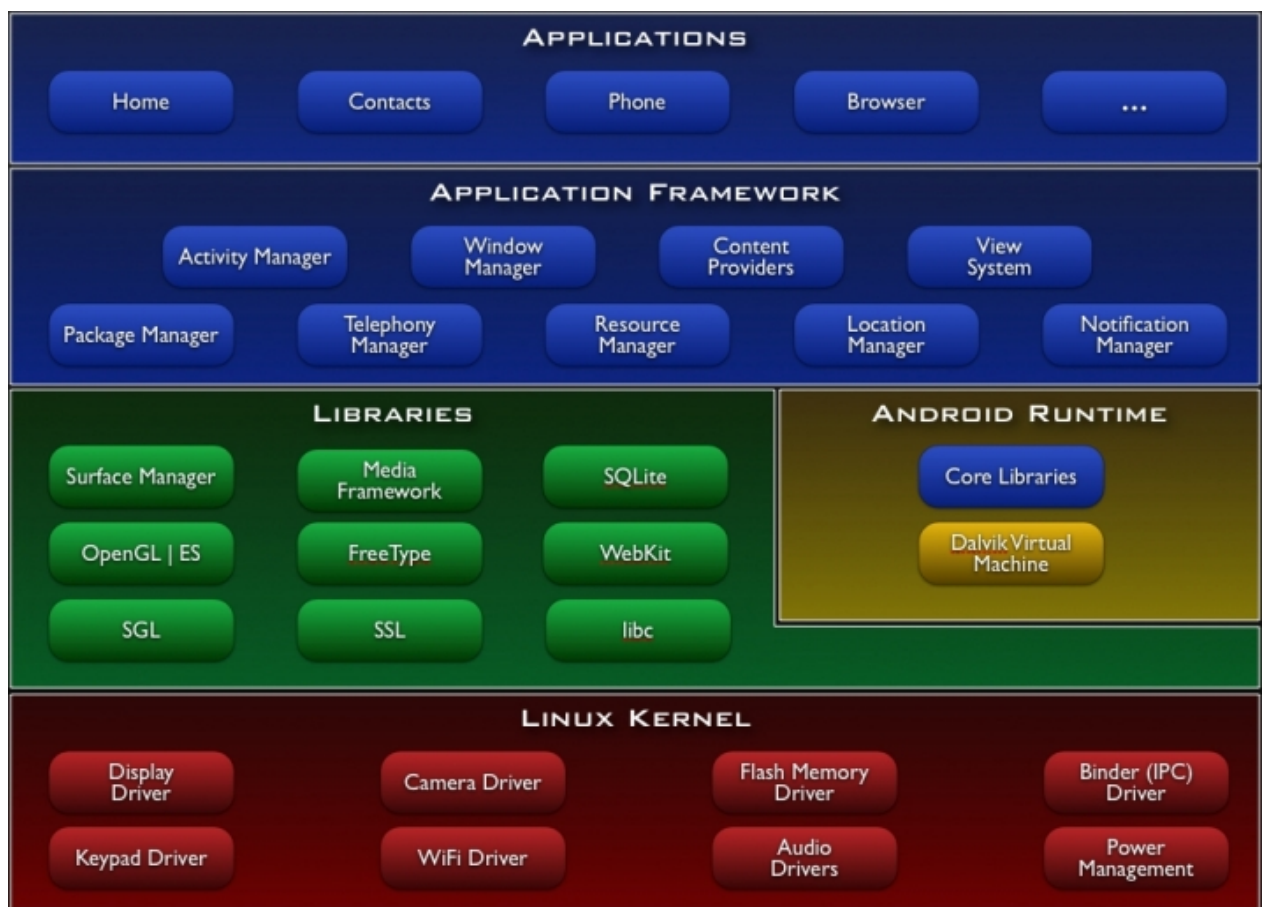 APPLICATIONS
Home
Contacts
Phone
Browser
...
APPLICATION FRAMEWORK
Activity Manager
Window
Manager
Content
Providers
View
System
Package Manager
Telephony
Manager
Resource
Manager
Location
Manager
Notification
Manager
LIBRARIES
Surface Manager
Media
Framework
SQLite
OpenGL | ES
FreeType
WebKit
SGL
SSL
libc
ANDROID RUNTIME
Core Libraries
Dalvik Virtual
Machine
LINUX KERNEL
Display
Driver
Camera Driver
Flash Memory
Driver
Binder (IPC)
Driver
Keypad Driver
WiFi Driver
Audio
Drivers
Power
Management